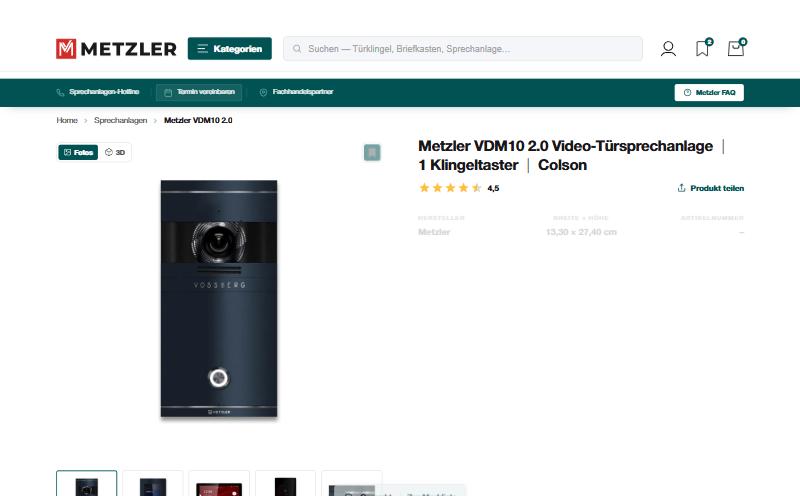 METZLER
Kategorien
Suchen — Türklingel, Briefkasten, Sprechanlage...
2
0
Sprechanlagen-Hotline
Termin vereinbaren
Fachhandelspartner
Metzler FAQ
Home > Sprechanlagen > Metzler VDM10 2.0
Fotos
3D
Metzler VDM10 2.0 Video-Türsprechanlage |
1 Klingeltaster | Colson
4,5
Produkt teilen
HERSTELLER
BREITE × HÖHE
ARTIKELNUMMER
Metzler
13,30 x 27,40 cm
–
VOSSBERG
METZLER